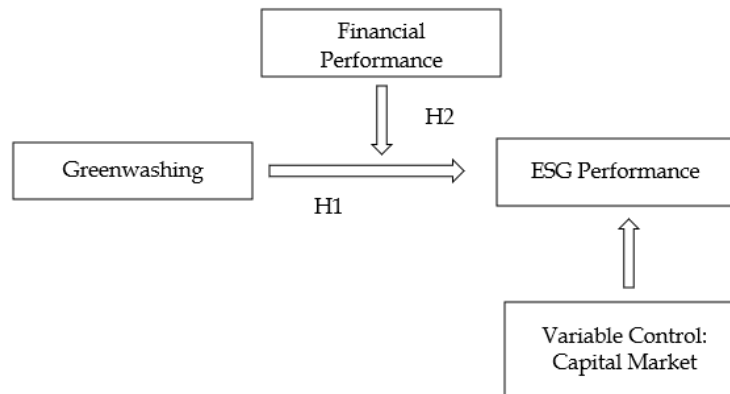 Financial
Performance
H2
Greenwashing
ESG Performance
H1
Variable Control:
Capital Market